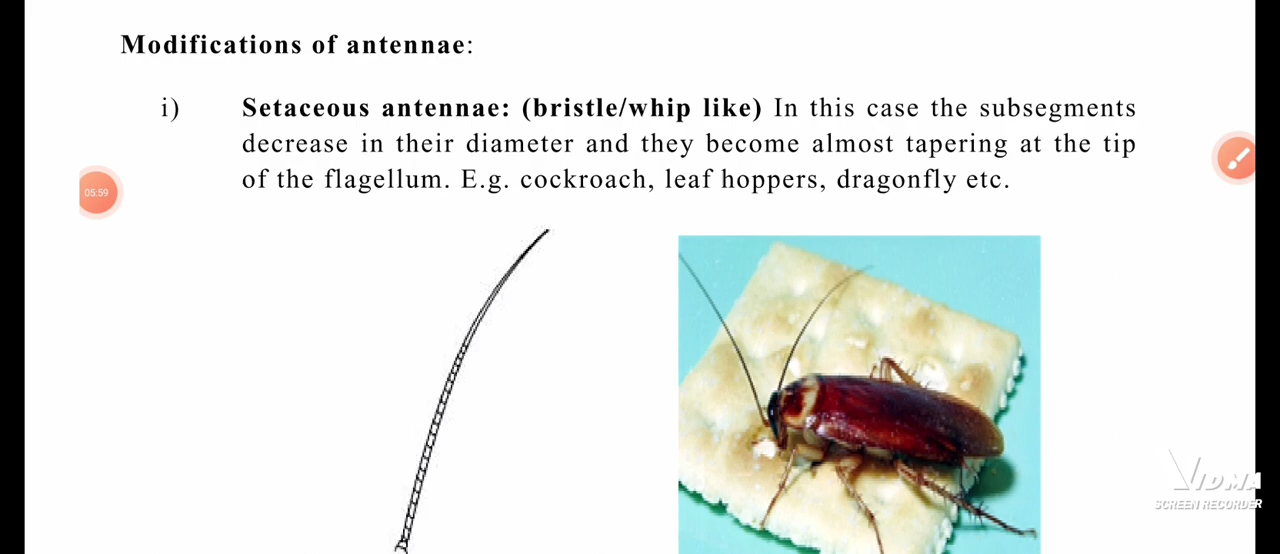 Modifications of antennae:
i) Setaceous antennae: (bristle/whip like) In this case the subsegments
decrease in their diameter and they become almost tapering at the tip
of the flagellum. E.g. cockroach, leaf hoppers, dragonfly etc.
05:59
VIDMA
SCREEN RECORDER